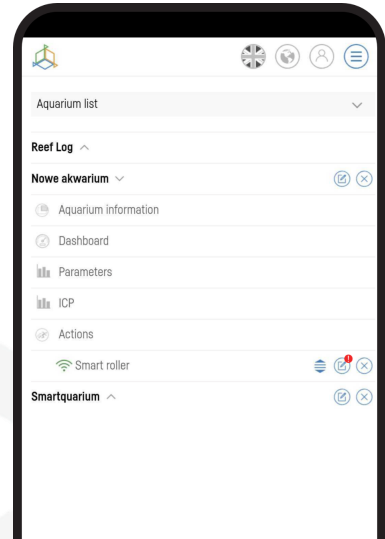 Aquarium list
Reef Log
Nowe akwarium
Aquarium information
Dashboard
Parameters
ICP
Actions
Smart roller
!
Smartquarium